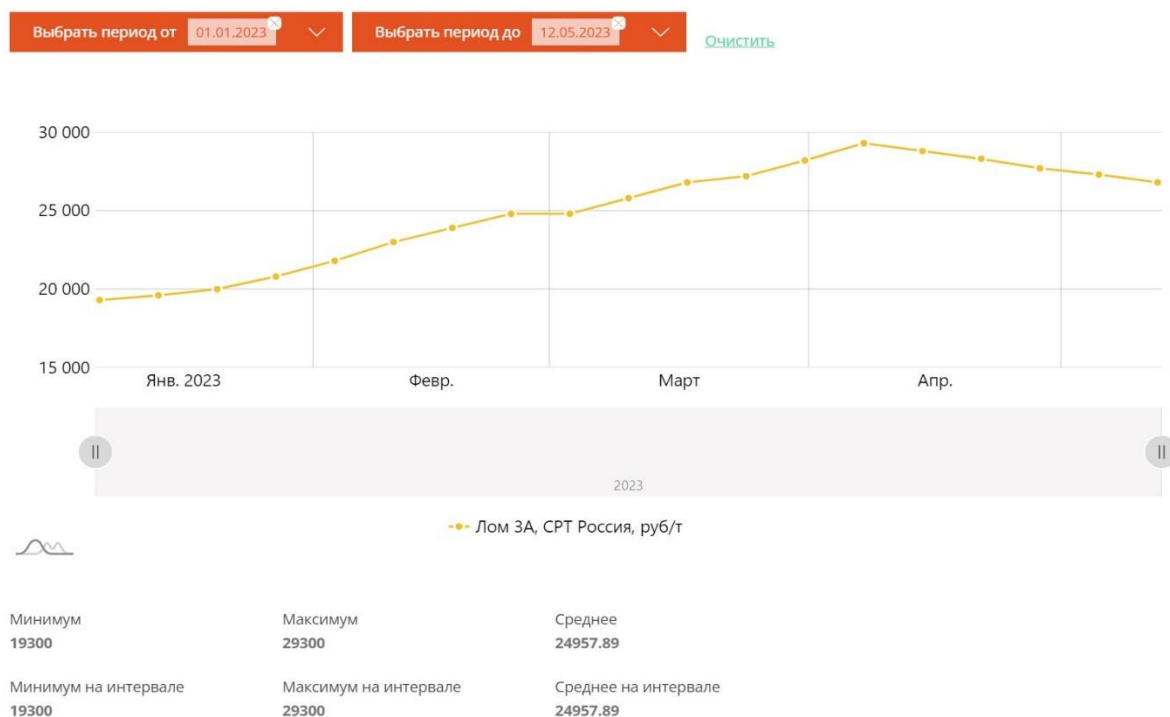 Выбрать период от 01.01.2023 Выбрать период до 12.05.2023 Очистить
30 000
25 000
20 000
15 000
Янв. 2023 Февр. Март Апр.
2023
Лом 3А, СРТ Россия, руб/т
Минимум Максимум Среднее
19300 29300 24957.89
Минимум на интервале Максимум на интервале Среднее на интервале
19300 29300 24957.89